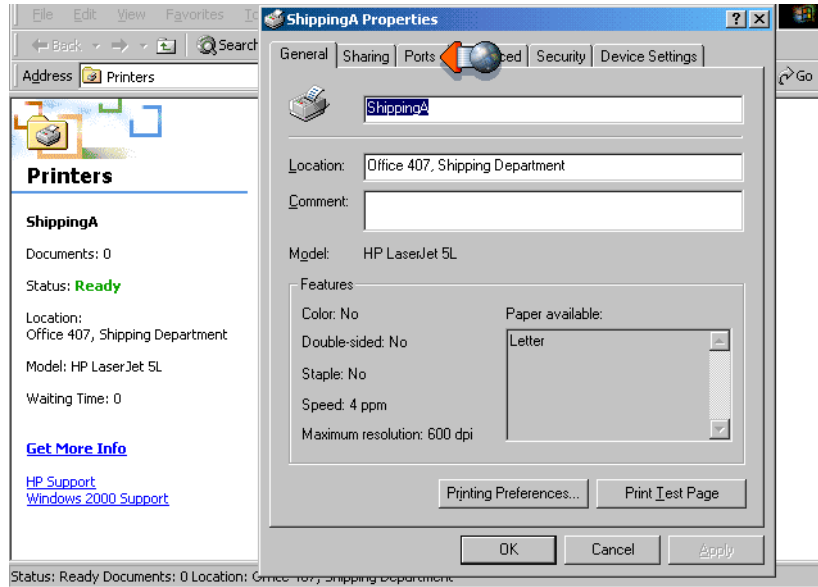 File Edit View Favorites
Back Search
Address Printers Go
Printers
ShippingA
Documents: 0
Status: Ready
Location:
Office 407, Shipping Department
Model: HP LaserJet 5L
Waiting Time: 0
Get More Info
HP Support
Windows 2000 Support
Status: Ready Documents: 0 Location: Office 407, Shipping Department
ShippingA Properties
General Sharing Ports Security Device Settings
ShippingA
Location: Office 407, Shipping Department
Comment:
Model: HP LaserJet 5L
Features
Color: No
Double-sided: No
Staple: No
Speed: 4 ppm
Maximum resolution: 600 dpi
Paper available:
Letter
Printing Preferences... Print Test Page
OK Cancel Apply